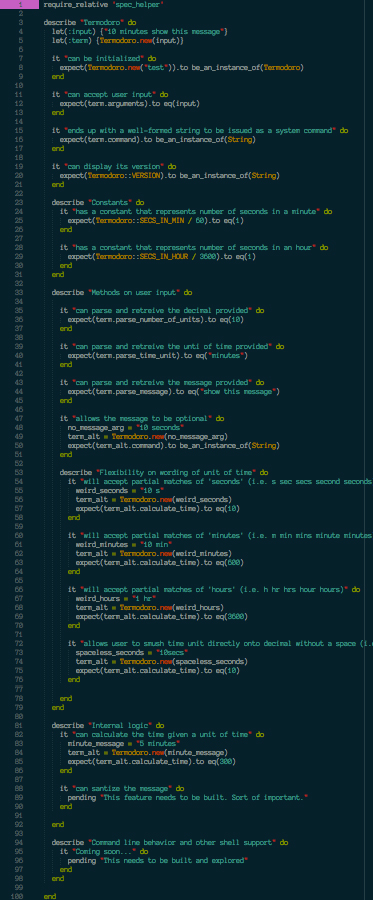 1 require_relative 'spec_helper'
2
3 describe "Termodoro" do
4 let(:input) {"10 minutes show this message"}
5 let(:term) {Termodoro.new(input)}
6
7 it "can be initialized" do
8 expect(Termodoro.new("test")).to be_an_instance_of(Termodoro)
9 end
10
11 it "can accept user input" do
12 expect(term.arguments).to eq(input)
13 end
14
15 it "ends up with a well-formed string to be issued as a system command" do
16 expect(term.command).to be_an_instance_of(String)
17 end
18
19 it "can display its version" do
20 expect(Termodoro::VERSION).to be_an_instance_of(String)
21 end
22
23 describe "Constants" do
24 it "has a constant that represents number of seconds in a minute" do
25 expect(Termodoro::SECS_IN_MIN / 60).to eq(1)
26 end
27
28 it "has a constant that represents number of seconds in an hour" do
29 expect(Termodoro::SECS_IN_HOUR / 3600).to eq(1)
30 end
31 end
32
33 describe "Methods on user input" do
34
35 it "can parse and retreive the decimal provided" do
36 expect(term.parse_number_of_units).to eq(10)
37 end
38
39 it "can parse and retreive the unti of time provided" do
40 expect(term.parse_time_unit).to eq("minutes")
41 end
42
43 it "can parse and retreive the message provided" do
44 expect(term.parse_message).to eq("show this message")
45 end
46
47 it "allows the message to be optional" do
48 no_message_arg = "10 seconds"
49 term_alt = Termodoro.new(no_message_arg)
50 expect(term_alt.command).to be_an_instance_of(String)
51 end
52
53 describe "Flexibility on wording of unit of time" do
54 it "will accept partial matches of 'seconds' (i.e. s sec secs second seconds
55 weird_seconds = "10 s"
56 term_alt = Termodoro.new(weird_seconds)
57 expect(term_alt.calculate_time).to eq(10)
58 end
59
60 it "will accept partial matches of 'minutes' (i.e. m min mins minute minutes
61 weird_minutes = "10 min"
62 term_alt = Termodoro.new(weird_minutes)
63 expect(term_alt.calculate_time).to eq(600)
64 end
65
66 it "will accept partial matches of 'hours' (i.e. h hr hrs hour hours)" do
67 weird_hours = "1 hr"
68 term_alt = Termodoro.new(weird_hours)
69 expect(term_alt.calculate_time).to eq(3600)
70 end
71
72 it "allows user to smush time unit directly onto decimal without a space (i.e
73 spaceless_seconds = "10secs"
74 term_alt = Termodoro.new(spaceless_seconds)
75 expect(term_alt.calculate_time).to eq(10)
76 end
77
78 end
79 end
80
81 describe "Internal logic" do
82 it "can calculate the time given a unit of time" do
83 minute_message = "5 minutes"
84 term_alt = Termodoro.new(minute_message)
85 expect(term_alt.calculate_time).to eq(300)
86 end
87
88 it "can santize the message" do
89 pending "This feature needs to be built. Sort of important."
90 end
91
92 end
93
94 describe "Command line behavior and other shell support" do
95 it "Coming soon..." do
96 pending "This needs to be built and explored"
97 end
98 end
99
100 end